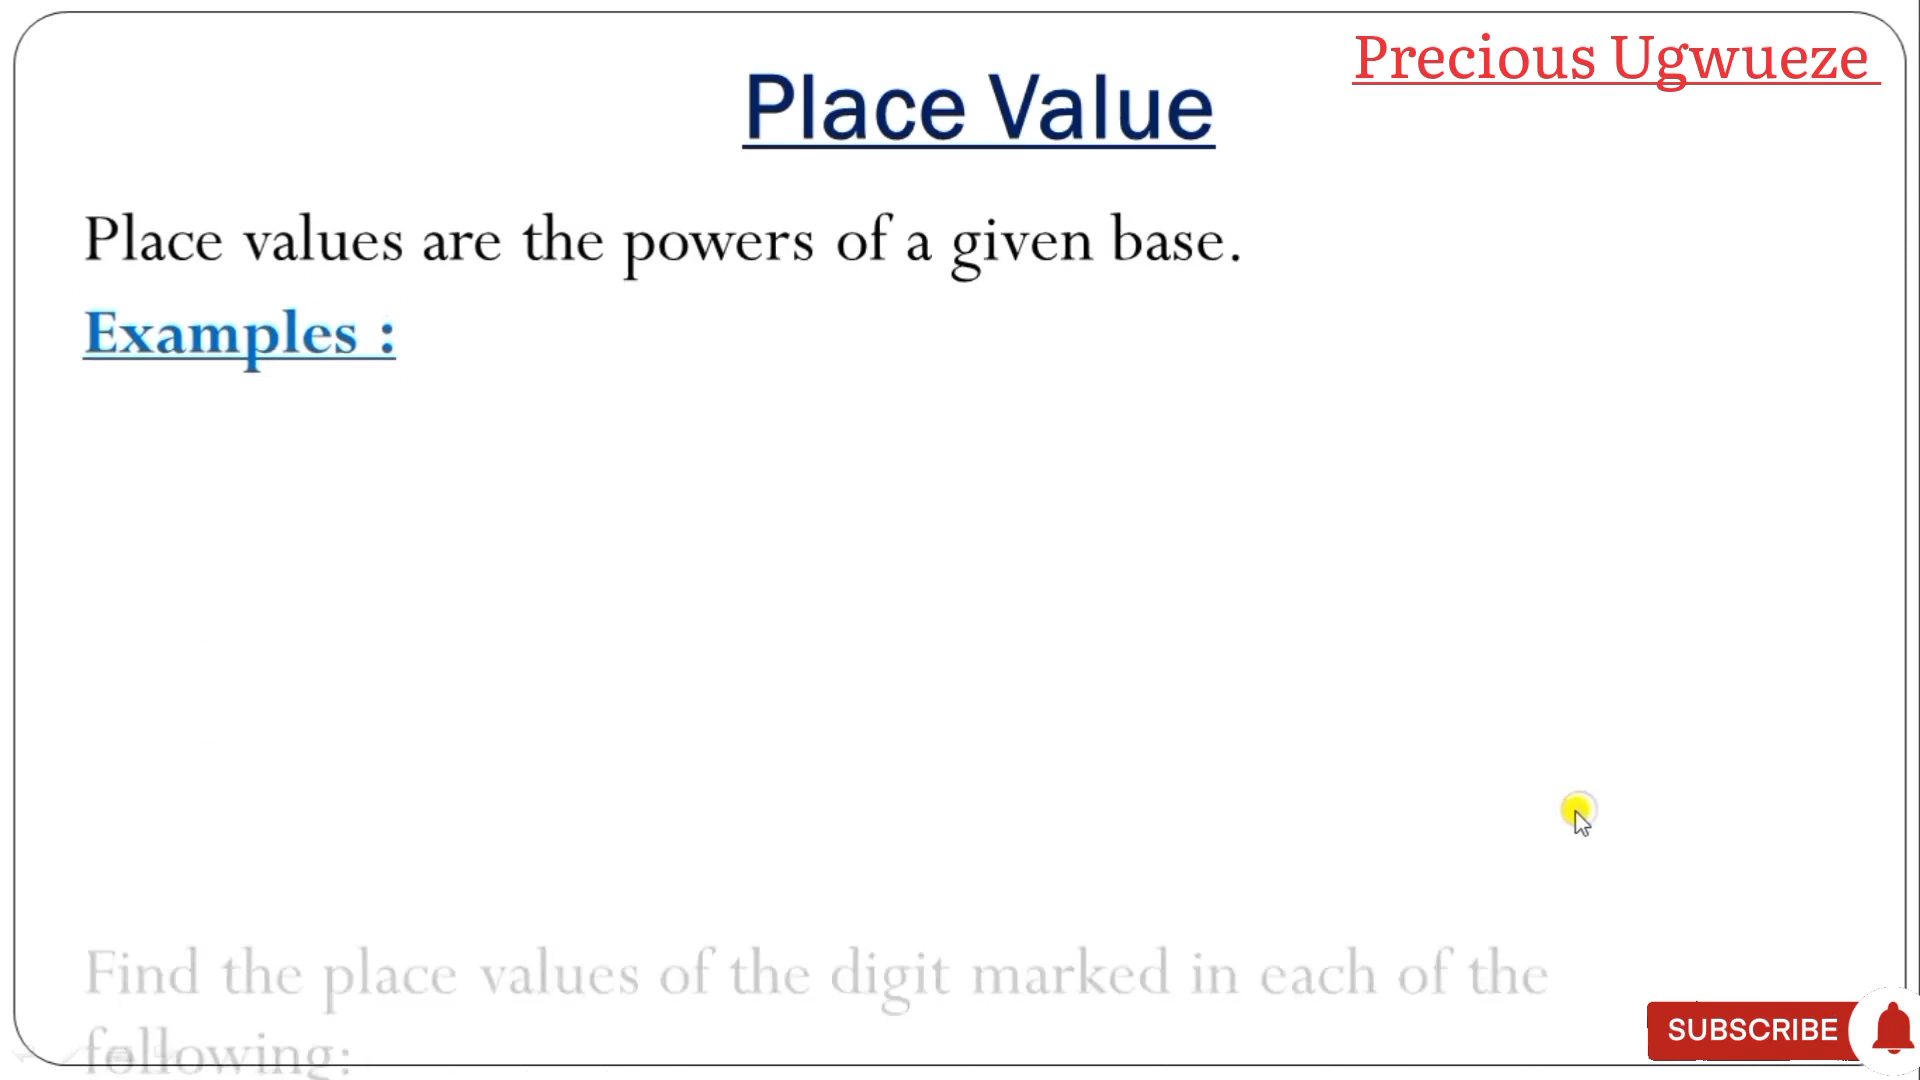 Precious Ugwueze
Place Value
Place values are the powers of a given base.
Examples :
Find the place values of the digit marked in each of the
following:
SUBSCRIBE